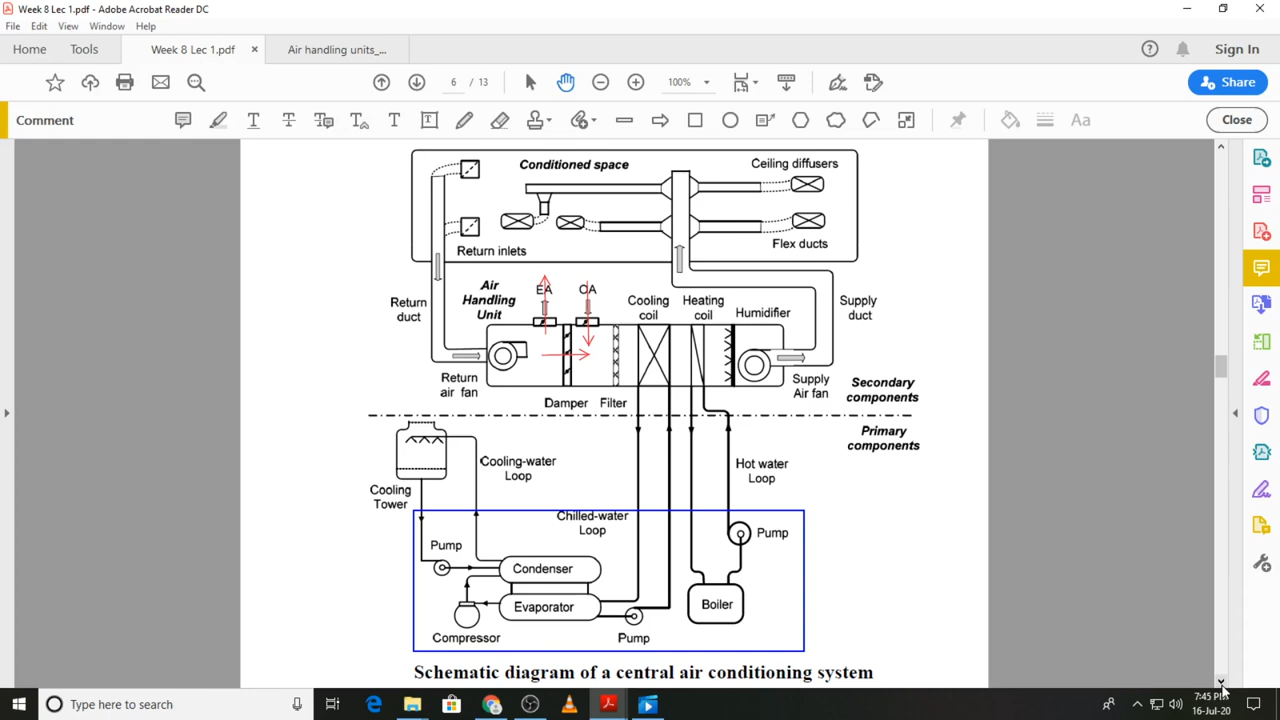 Week 8 Lec 1.pdf - Adobe Acrobat Reader DC
File Edit View Window Help
Home Tools Week 8 Lec 1.pdf × Air handling units_... Sign In
6 / 13 100% Share
Comment Aa Close
Conditioned space Ceiling diffusers
Return inlets Flex ducts
Air Handling Unit EA OA Cooling coil Heating coil Humidifier
Return duct Supply duct
Return air fan Supply Air fan Secondary components
Damper Filter
Primary components
Cooling-water Loop Hot water Loop
Cooling Tower
Chilled-water Loop
Pump Pump
Condenser
Evaporator Boiler
Compressor Pump
Schematic diagram of a central air conditioning system
Type here to search
16-Jul-20